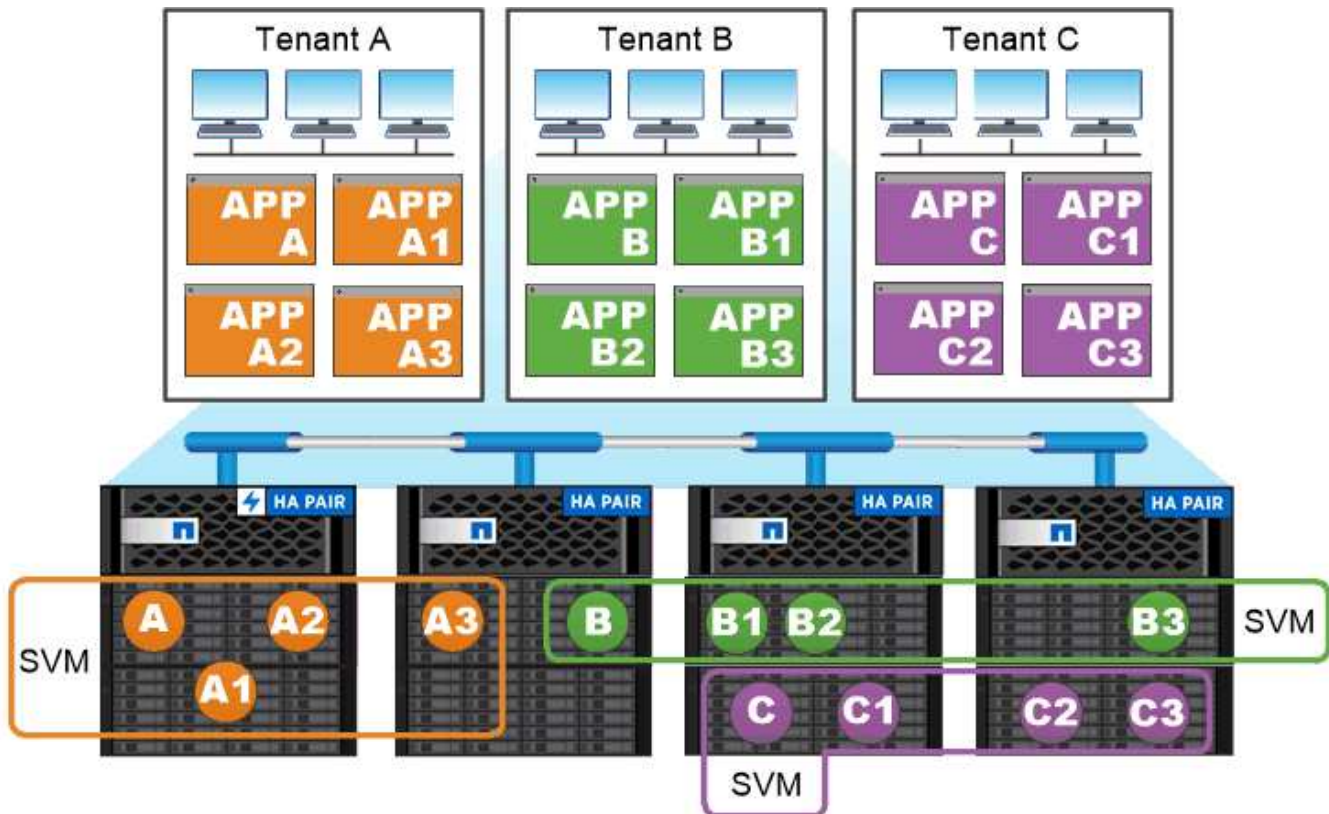 Tenant A
Tenant B
Tenant C
APP
A
APP
A1
APP
B
APP
B1
APP
C
APP
C1
APP
A2
APP
A3
APP
B2
APP
B3
APP
C2
APP
C3
HA PAIR
HA PAIR
HA PAIR
HA PAIR
SVM
A
A2
A1
A3
B
B1
B2
B3
SVM
C
C1
C2
C3
SVM